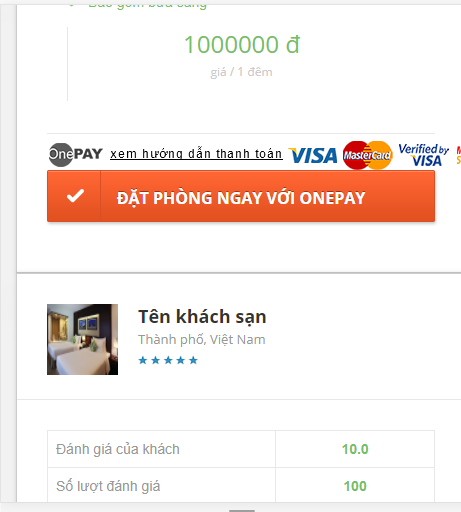 Bao gồm bữa sáng
1000000 đ
giá / 1 đêm
OnePAY xem hướng dẫn thanh toán VISA MasterCard Verified by VISA
ĐẶT PHÒNG NGAY VỚI ONEPAY
Tên khách sạn
Thành phố, Việt Nam
Đánh giá của khách 10.0
Số lượt đánh giá 100